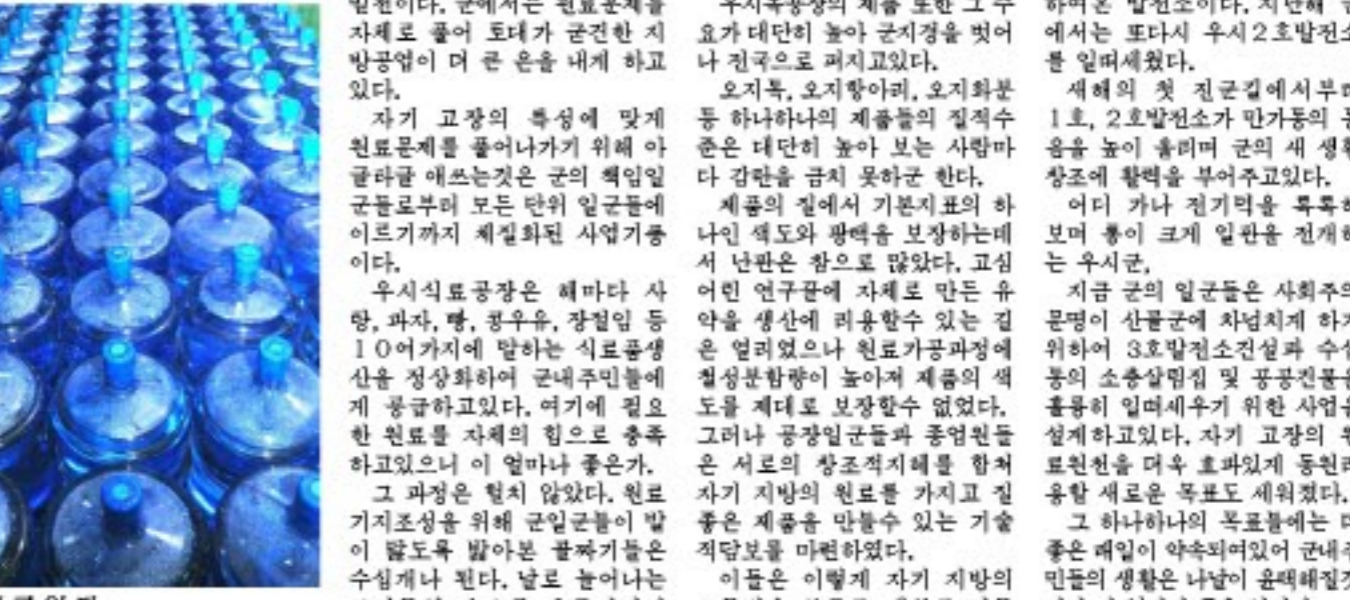 일전이다. 군에서는 원료문제를
자체로 풀어 토대가 굳건한 지
방공업이 더 큰 은을 내게 하고
있다.
자기 고장의 특성에 맞게
원료문제를 풀어나가기 위해 아
글타글 애쓰는것은 군의 책임일
군들로부터 모든 단위 일군들에
이르기까지 체질화된 사업기풍
이다.
우시식료공장은 해마다 사
탕, 과자, 빵, 콩우유, 장절임 등
10여가지에 달하는 식료품생
산을 정상화하여 군내주민들에
게 공급하고있다. 여기에 필요
한 원료를 자체의 힘으로 충족
하고있으니 이 얼마나 좋은가.
그 과정은 헐치 않았다. 원료
기지조성을 위해 군일군들이 발
이 닳도록 밟아본 골짜기들은
수십개나 된다. 날로 늘어나는
제품 또한 그 수
요가 대단히 높아 군지경을 벗어
나 전국으로 퍼지고있다.
오지독, 오지항아리, 오지화분
등 하나하나의 제품들의 질적수
준은 대단히 높아 보는 사람마
다 감탄을 금치 못하군 한다.
제품의 질에서 기본지표의 하
나인 색도와 광택을 보장하는데
서 난판은 참으로 많았다. 고심
어린 연구끝에 자체로 만든 유
약을 생산에 리용할수 있는 길
은 열리였으나 원료가공과정에
철성분함량이 높아져 제품의 색
도를 제대로 보장할수 없었다.
그러나 공장일군들과 종업원들
은 서로의 창조적지혜를 합쳐
자기 지방의 원료를 가지고 질
좋은 제품을 만들수 있는 기술
적담보를 마련하였다.
이들은 이렇게 자기 지방의
하여온 발전소이다. 지난해
에서는 또다시 우시2호발전소
를 일떠세웠다.
새해의 첫 진군길에서부터
1호, 2호발전소가 만가동의
음을 높이 울리며 군의 새 생활
창조에 활력을 부어주고있다.
어디 가나 전기덕을 톡톡히
보며 통이 크게 일판을 전개하
는 우시군,
지금 군의 일군들은 사회주의
문명이 산골군에 차넘치게 하기
위하여 3호발전소건설과
동의 소층살림집 및 공공건물을
훌륭히 일떠세우기 위한 사업을
설계하고있다. 자기 고장의 원
료원천을 더욱 효과있게 동원리
용할 새로운 목표도 세워졌다.
그 하나하나의 목표들에는 더
좋은 래일이 약속되여있어 군내주
민들의 생활은 나날이 윤택해질것